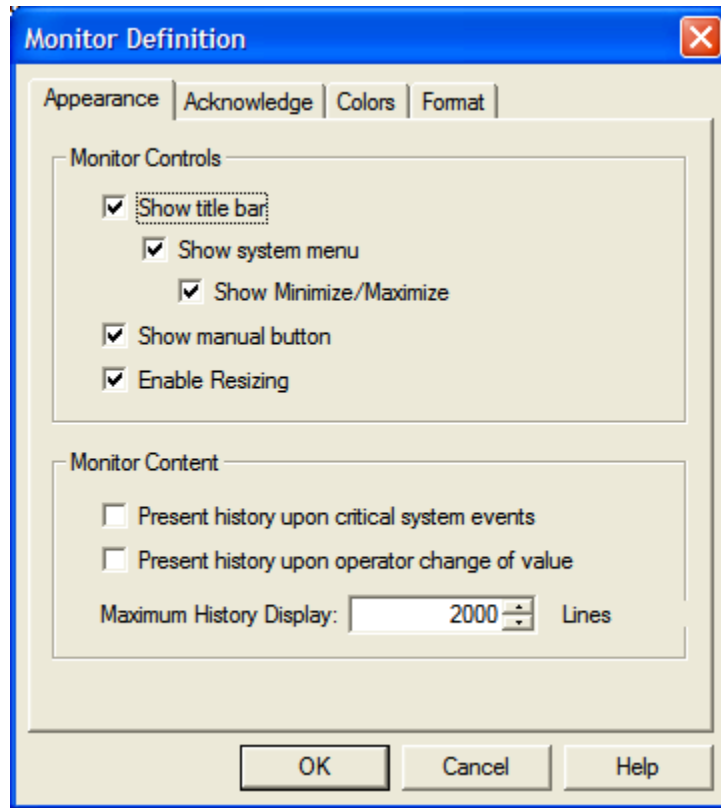 Monitor Definition
Appearance Acknowledge Colors Format
Monitor Controls
Show title bar
Show system menu
Show Minimize/Maximize
Show manual button
Enable Resizing
Monitor Content
Present history upon critical system events
Present history upon operator change of value
Maximum History Display: 2000 Lines
OK Cancel Help